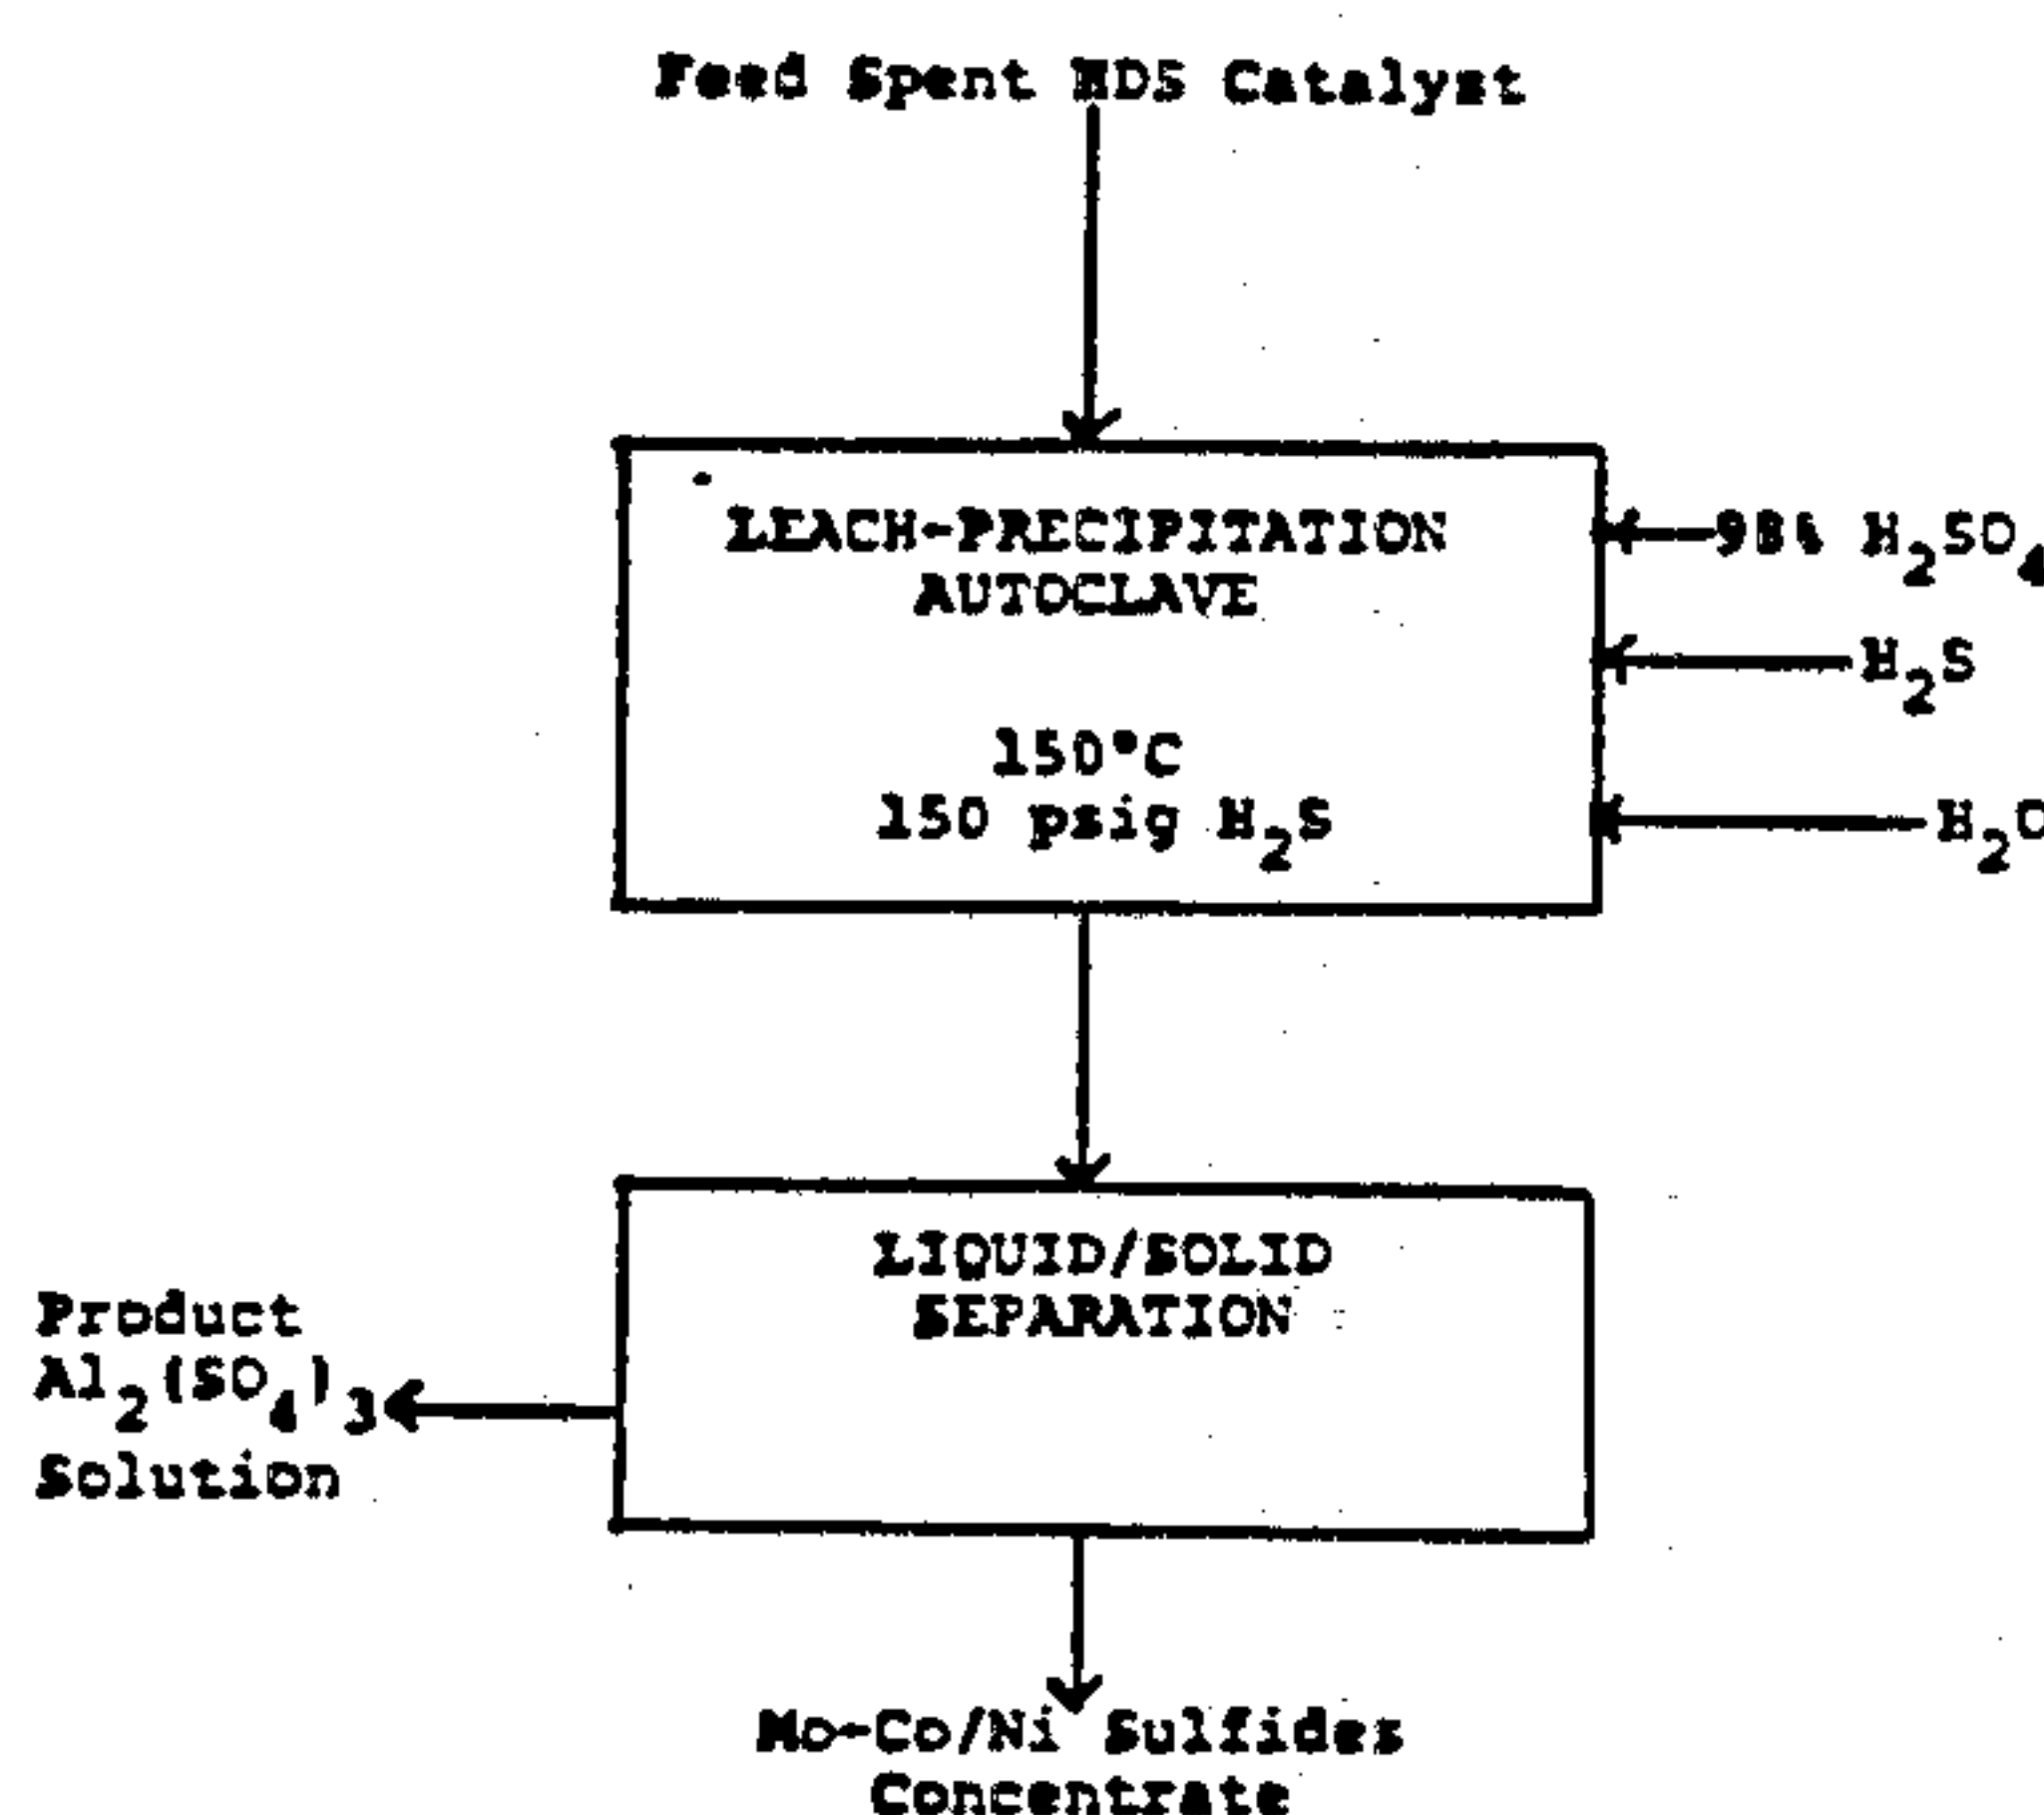 Feed Spent HDS Catalyst
LEACH-PRECIPITATION
AUTOCLAVE
98% H₂SO₄
H₂S
150°C
150 psig H₂S
H₂O
LIQUID/SOLID
SEPARATION
Product
Al₂(SO₄)₃
Solution
Mo-Co/Ni Sulfides
Concentrate